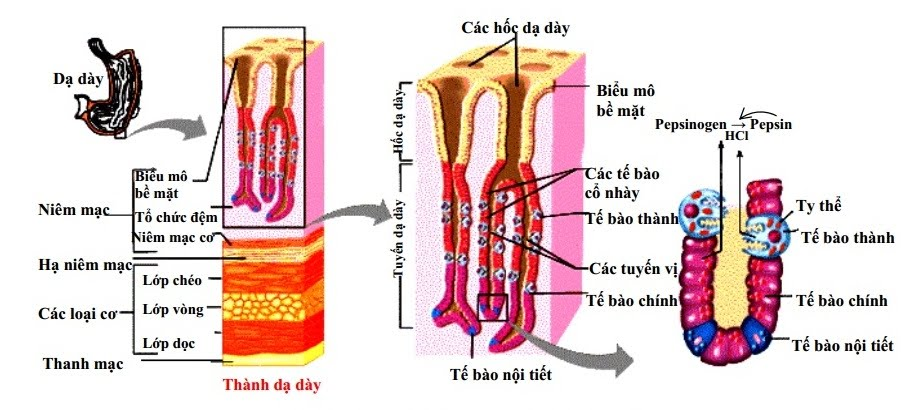 Dạ dày
Biểu mô
bề mặt
Niêm mạc
Tổ chức đệm
Niêm mạc cơ
Hạ niêm mạc
Lớp chéo
Các loại cơ
Lớp vòng
Lớp dọc
Thanh mạc
Thành dạ dày
Các hốc dạ dày
Hốc dạ dày
Tuyến dạ dày
Biểu mô
bề mặt
Các tế bào
cổ nhày
Tế bào thành
Các tuyến vị
Tế bào chính
Tế bào nội tiết
Pepsinogen → Pepsin
HCl
Ty thể
Tế bào thành
Tế bào chính
Tế bào nội tiết